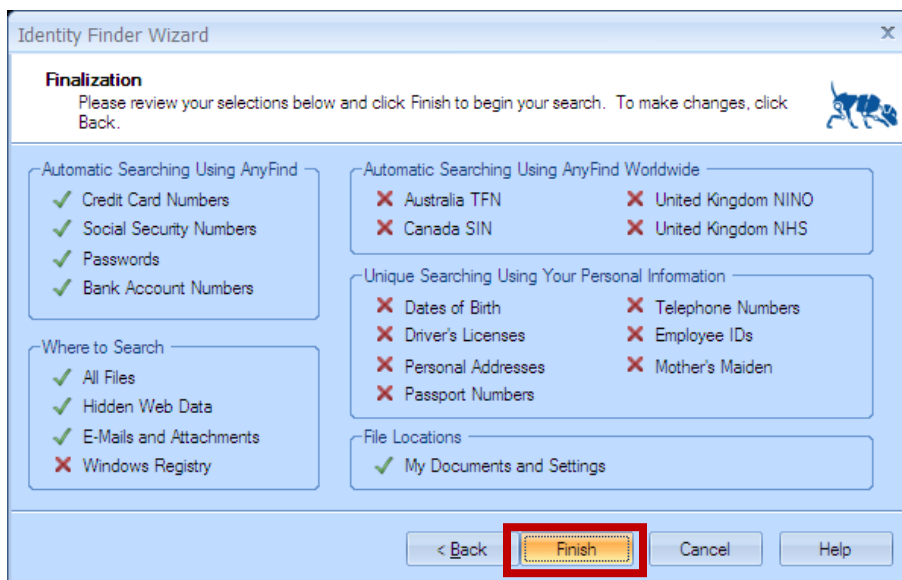 Identity Finder Wizard
x
Finalization
Please review your selections below and click Finish to begin your search. To make changes, click
Back.
Automatic Searching Using AnyFind
Credit Card Numbers
Social Security Numbers
Passwords
Bank Account Numbers
Where to Search
All Files
Hidden Web Data
E-Mails and Attachments
Windows Registry
Automatic Searching Using AnyFind Worldwide
Australia TFN
United Kingdom NINO
Canada SIN
United Kingdom NHS
Unique Searching Using Your Personal Information
Dates of Birth
Telephone Numbers
Driver's Licenses
Employee IDs
Personal Addresses
Mother's Maiden
Passport Numbers
File Locations
My Documents and Settings
< Back
Finish
Cancel
Help